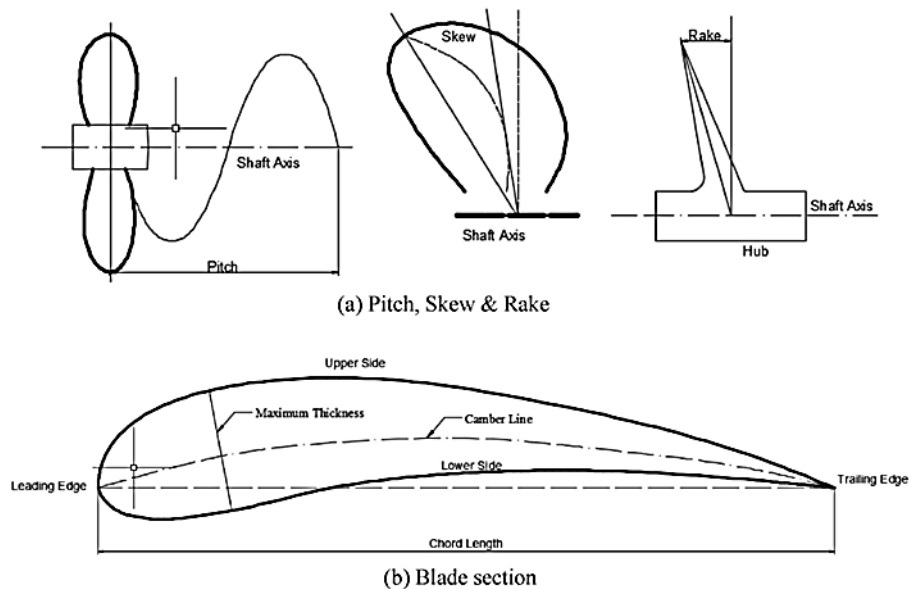 Skew
Rake
Shaft Axis
Shaft Axis
Shaft Axis
Hub
Pitch
(a) Pitch, Skew & Rake
Upper Side
Maximum Thickness
Camber Line
Lower Side
Leading Edge
Trailing Edge
Chord Length
(b) Blade section